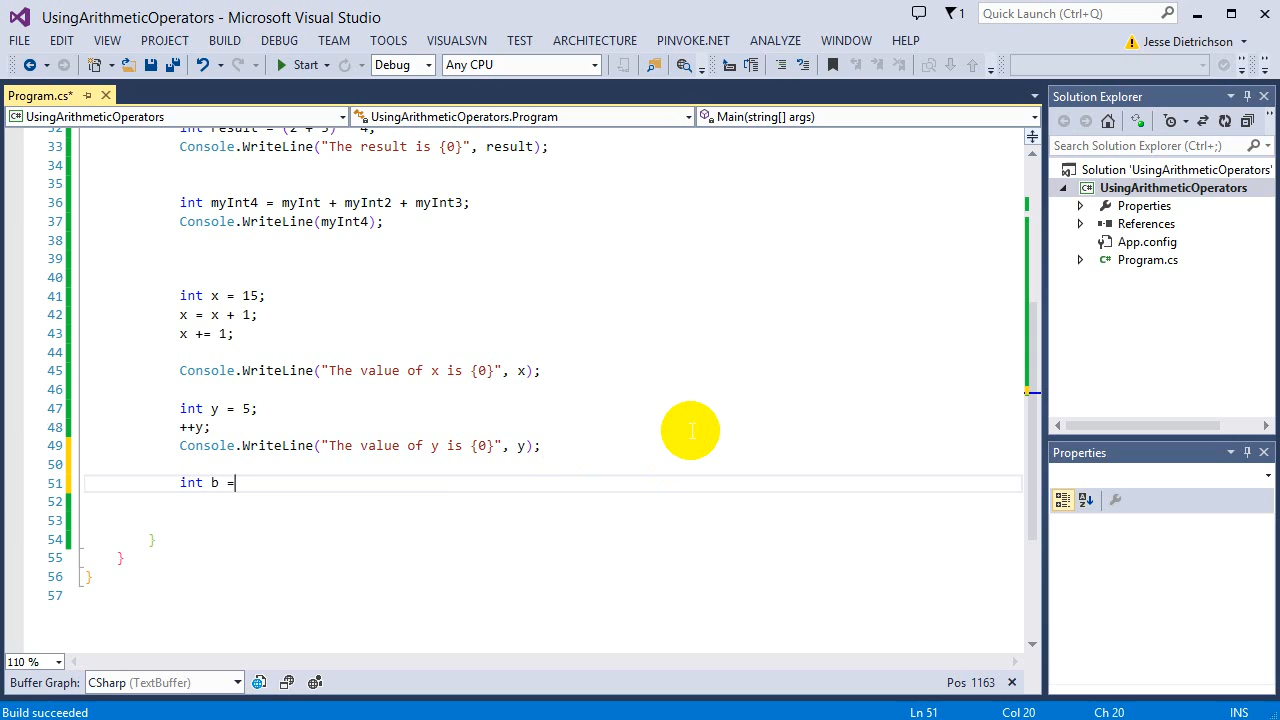 UsingArithmeticOperators - Microsoft Visual Studio
1
Quick Launch (Ctrl+Q)
FILE EDIT VIEW PROJECT BUILD DEBUG TEAM TOOLS VISUALSVN TEST ARCHITECTURE PINVOKE.NET ANALYZE WINDOW HELP
Jesse Dietrichson
Start Debug Any CPU
Program.cs*
UsingArithmeticOperators UsingArithmeticOperators.Program Main(string[] args)
33 Console.WriteLine("The result is {0}", result);
34
35
36 int myInt4 = myInt + myInt2 + myInt3;
37 Console.WriteLine(myInt4);
38
39
40
41 int x = 15;
42 x = x + 1;
43 x += 1;
44
45 Console.WriteLine("The value of x is {0}", x);
46
47 int y = 5;
48 ++y;
49 Console.WriteLine("The value of y is {0}", y);
50
51 int b =
52
53
54 }
55 }
56 }
57
110 %
Buffer Graph: CSharp (TextBuffer) Pos 1163
Build succeeded Ln 51 Col 20 Ch 20 INS
Solution Explorer
Search Solution Explorer (Ctrl+;)
Solution 'UsingArithmeticOperators'
C# UsingArithmeticOperators
Properties
References
App.config
C# Program.cs
Properties